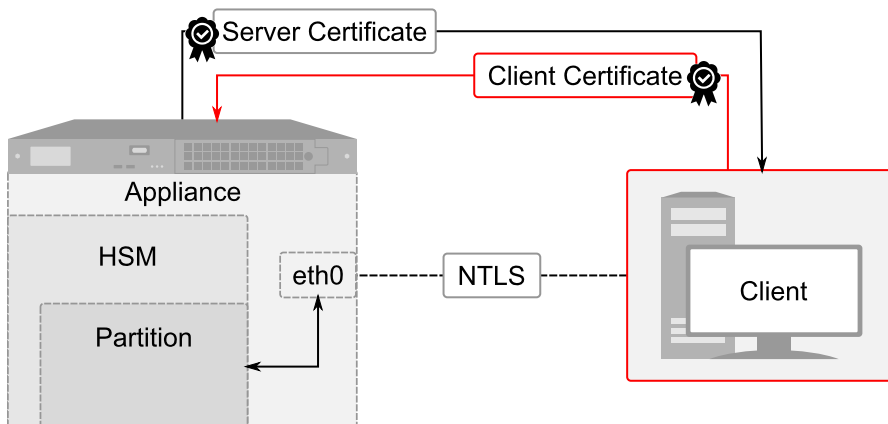 Server Certificate
Client Certificate
Appliance
HSM
eth0
NTLS
Client
Partition